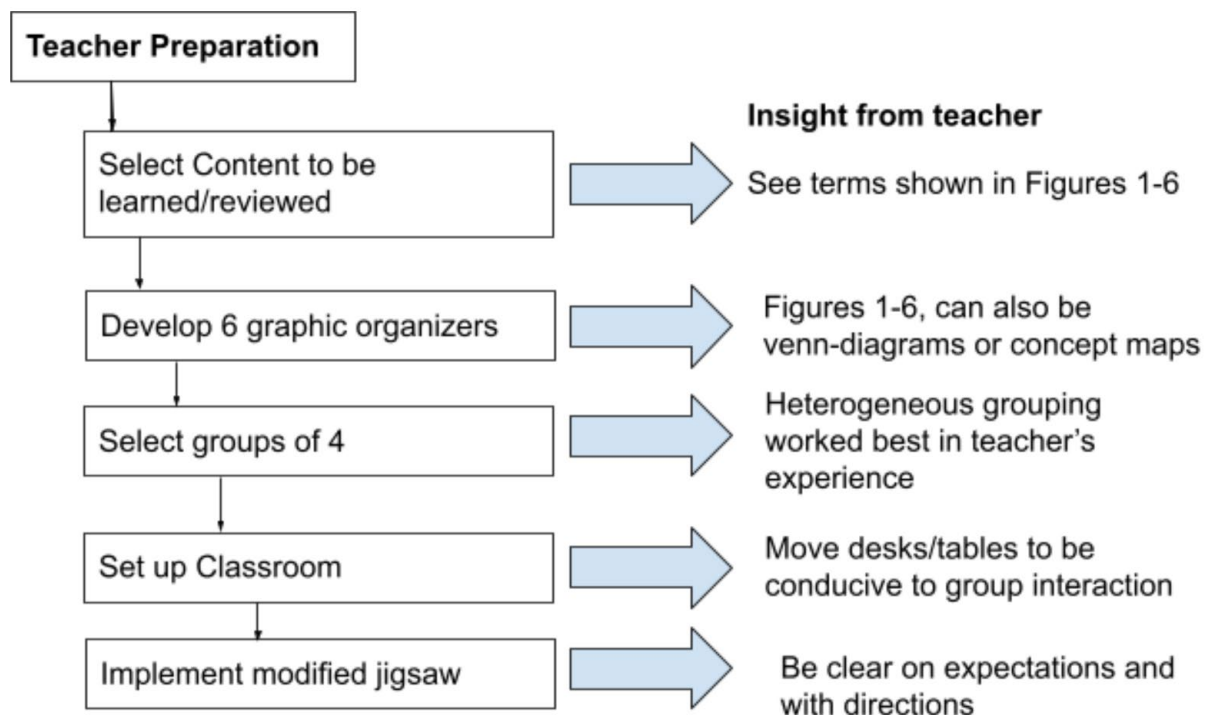 Teacher Preparation
Insight from teacher
Select Content to be
learned/reviewed
See terms shown in Figures 1-6
Develop 6 graphic organizers
Figures 1-6, can also be
venn-diagrams or concept maps
Select groups of 4
Heterogeneous grouping
worked best in teacher's
experience
Set up Classroom
Move desks/tables to be
conducive to group interaction
Implement modified jigsaw
Be clear on expectations and
with directions